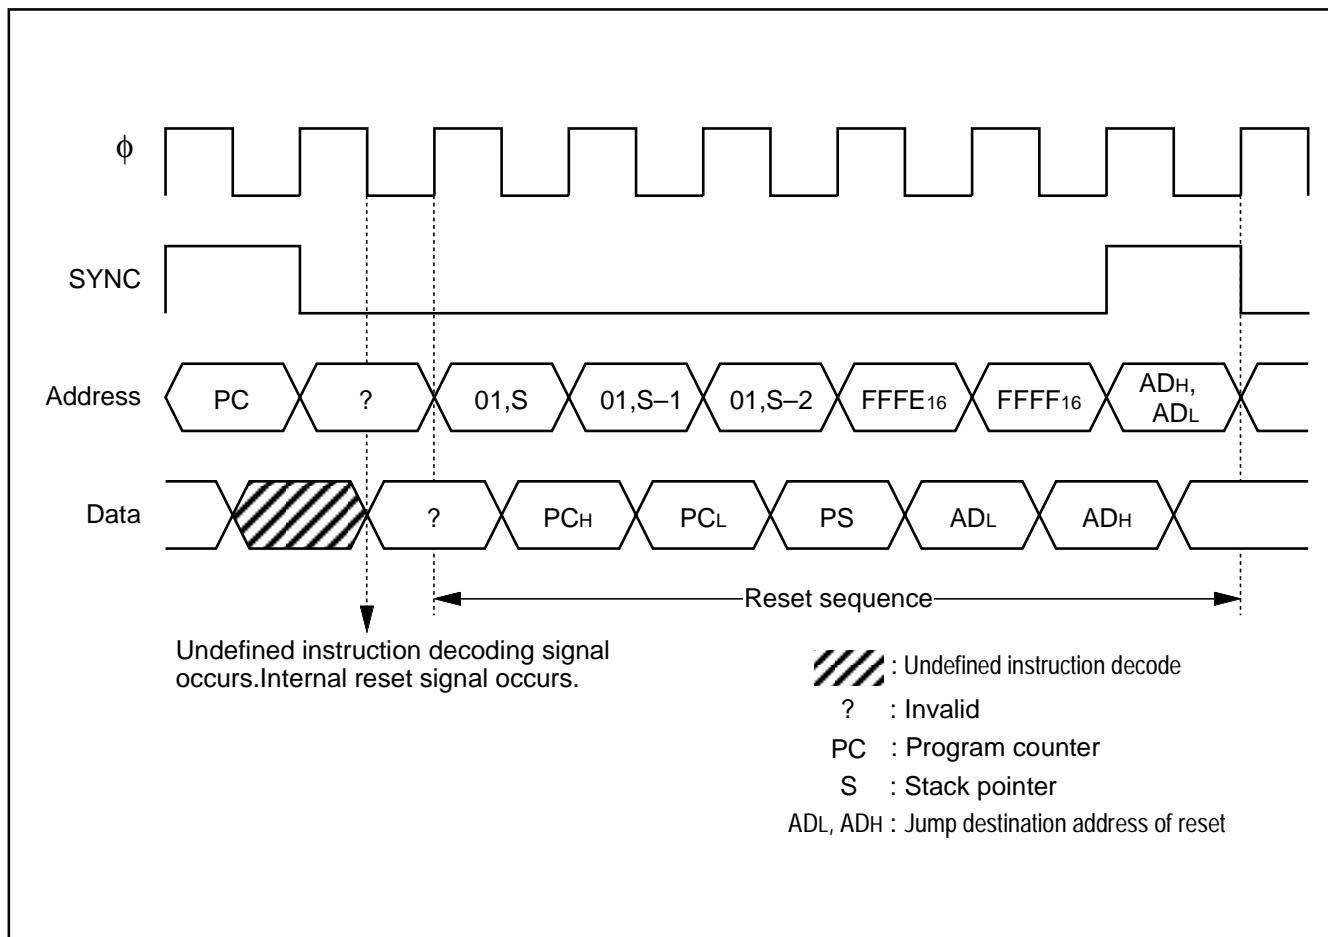 ϕ
SYNC
Address PC ? 01,S 01,S–1 01,S–2 FFFE16 FFFF16 ADH,
ADL
Data ? PCH PCL PS ADL ADH
Reset sequence
Undefined instruction decoding signal
occurs.Internal reset signal occurs.
: Undefined instruction decode
? : Invalid
PC : Program counter
S : Stack pointer
ADL, ADH : Jump destination address of reset